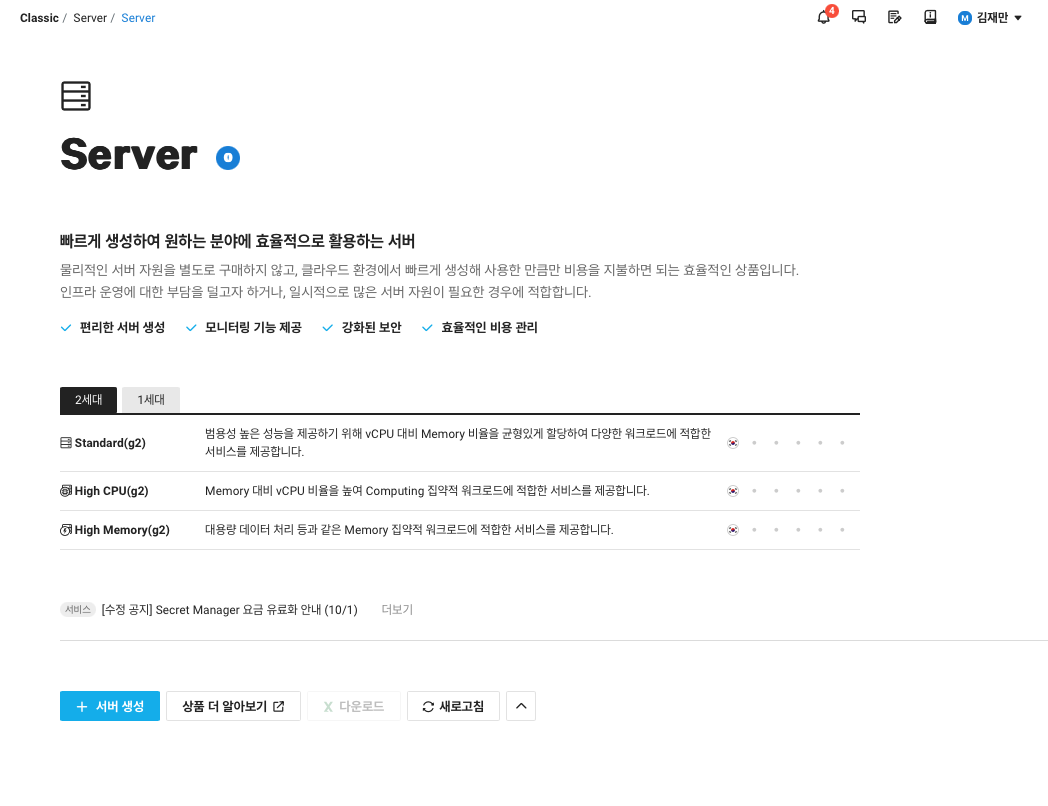 Classic / Server / Server
4
M 김재만
Server
빠르게 생성하여 원하는 분야에 효율적으로 활용하는 서버
물리적인 서버 자원을 별도로 구매하지 않고, 클라우드 환경에서 빠르게 생성해 사용한 만큼만 비용을 지불하면 되는 효율적인 상품입니다.
인프라 운영에 대한 부담을 덜고자 하거나, 일시적으로 많은 서버 자원이 필요한 경우에 적합합니다.
편리한 서버 생성 모니터링 기능 제공 강화된 보안 효율적인 비용 관리
2세대 1세대
Standard(g2) 범용성 높은 성능을 제공하기 위해 vCPU 대비 Memory 비율을 균형있게 할당하여 다양한 워크로드에 적합한
서비스를 제공합니다.
High CPU(g2) Memory 대비 vCPU 비율을 높여 Computing 집약적 워크로드에 적합한 서비스를 제공합니다.
High Memory(g2) 대용량 데이터 처리 등과 같은 Memory 집약적 워크로드에 적합한 서비스를 제공합니다.
서비스 [수정 공지] Secret Manager 요금 유료화 안내 (10/1) 더보기
+ 서버 생성 상품 더 알아보기 X 다운로드 새로고침